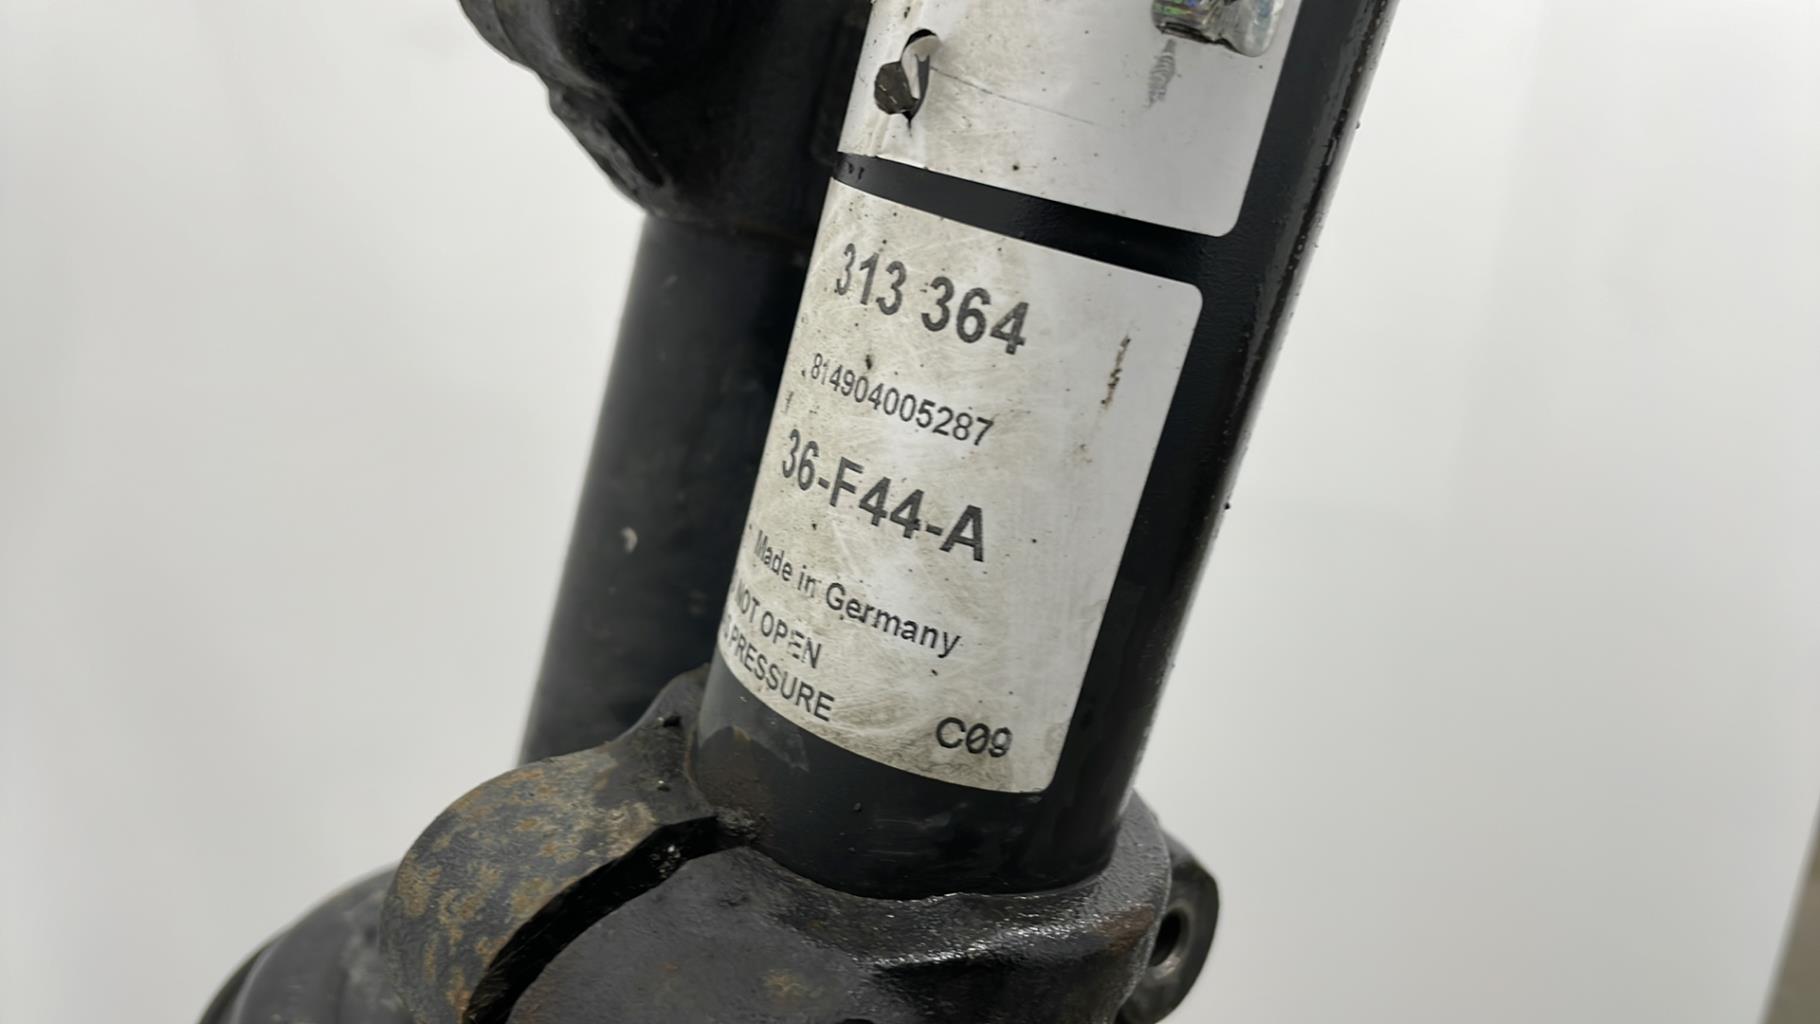 313 364
814904005287
36-F44-A
Made in Germany
NOT OPEN
PRESSURE
C09